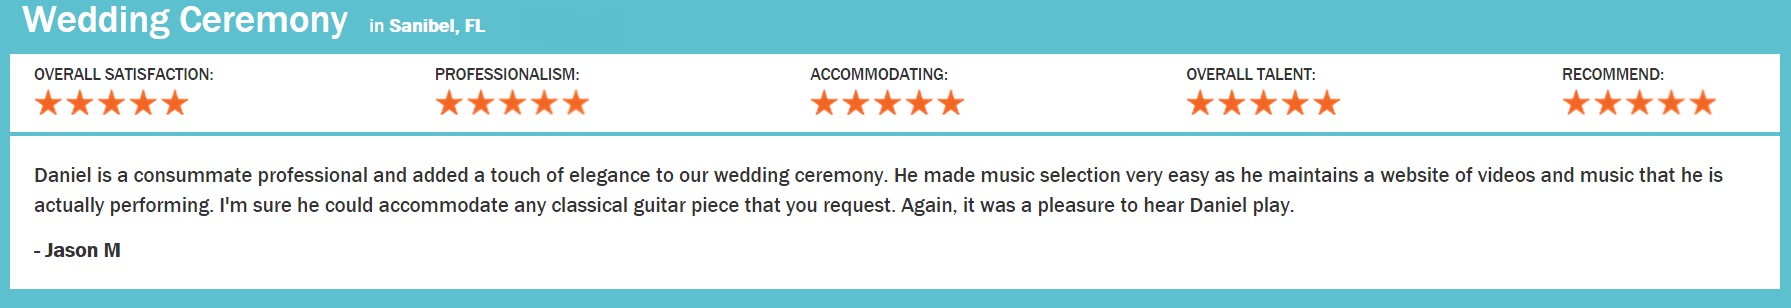 Wedding Ceremony in Sanibel, FL
OVERALL SATISFACTION: PROFESSIONALISM: ACCOMMODATING: OVERALL TALENT: RECOMMEND:
Daniel is a consummate professional and added a touch of elegance to our wedding ceremony. He made music selection very easy as he maintains a website of videos and music that he is
actually performing. I'm sure he could accommodate any classical guitar piece that you request. Again, it was a pleasure to hear Daniel play.
- Jason M